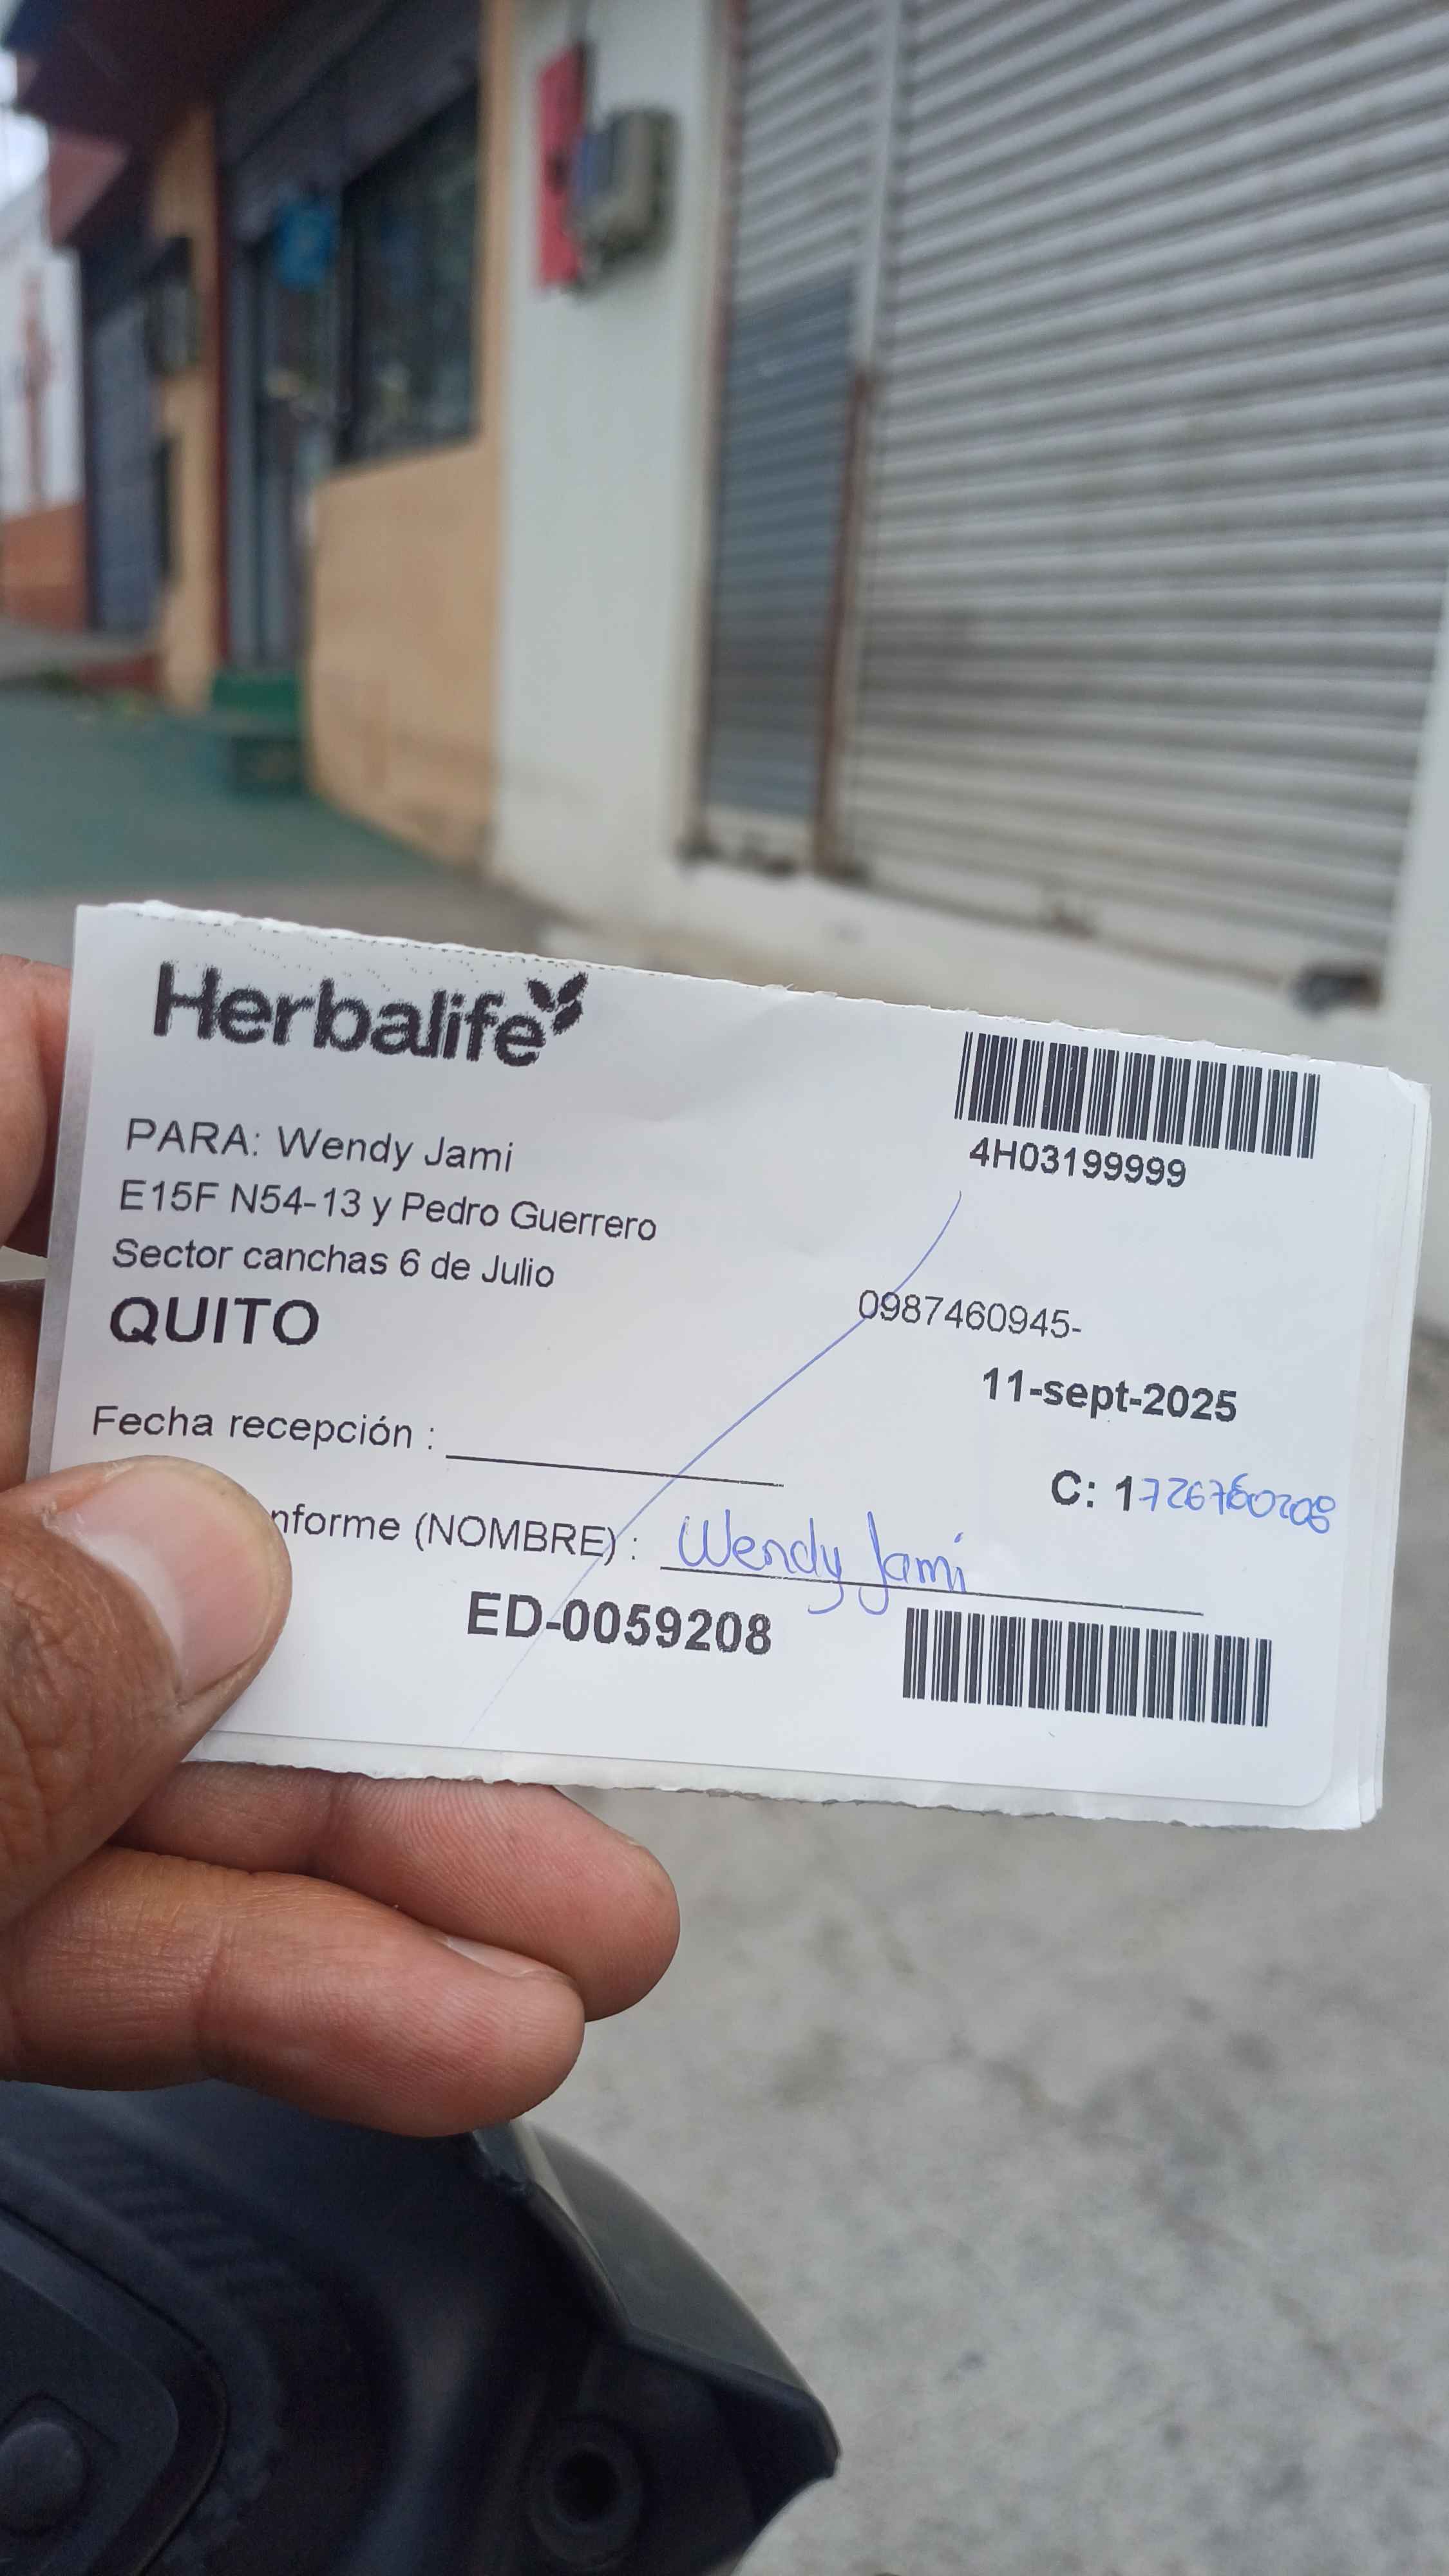 Herbalife
4H03199999
PARA: Wendy Jami
E15F N54-13 y Pedro Guerrero
Sector canchas 6 de Julio
QUITO
0987460945-
11-sept-2025
Fecha recepción :
C: 1726760208
nforme (NOMBRE) : Wendy Jami
ED-0059208